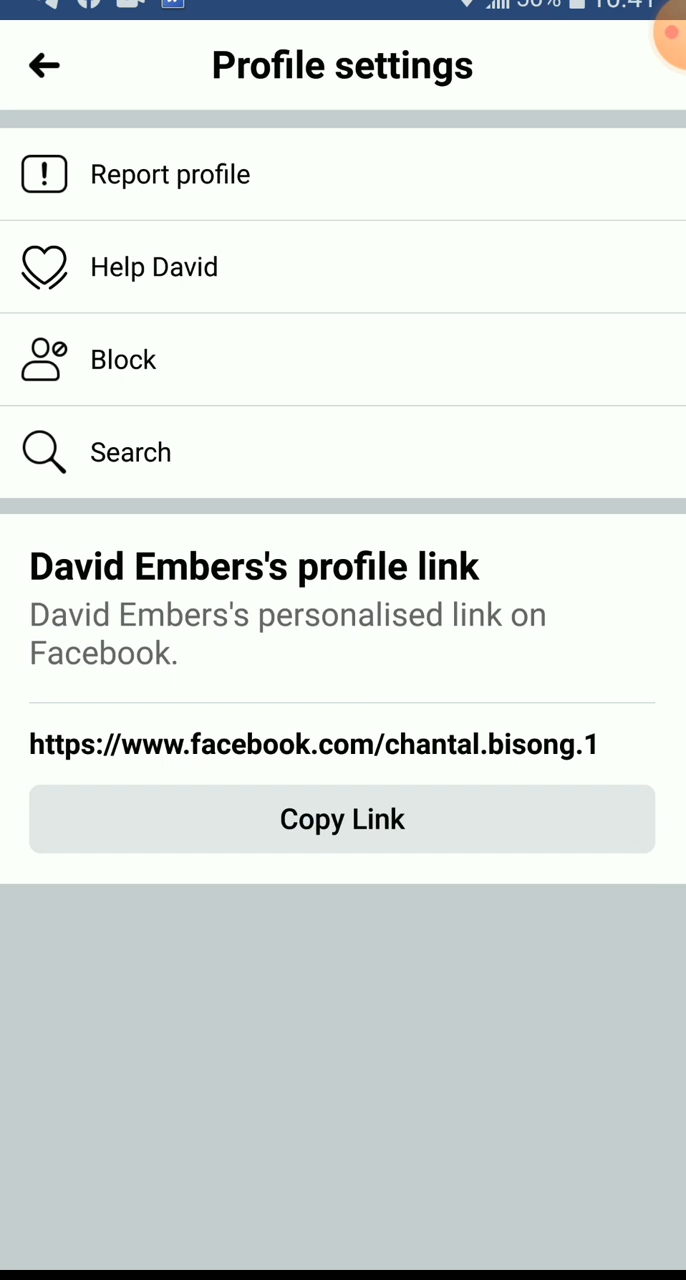 Profile settings
Report profile
Help David
Block
Search
David Embers's profile link
David Embers's personalised link on
Facebook.
https://www.facebook.com/chantal.bisong.1
Copy Link